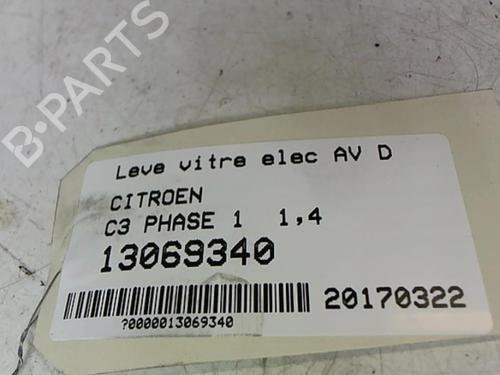 B-PARTS
Leve vitre elec AV D
CITROEN
C3 PHASE 1 1,4
13069340
20170322
?0000013069340